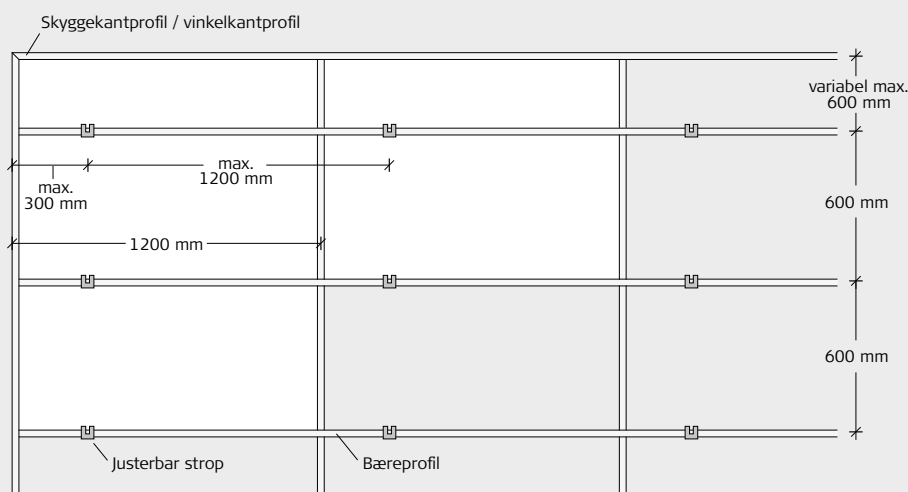 Skyggekantprofil / vinkelkantprofil
variabel max.
600 mm
max.
1200 mm
max.
300 mm
600 mm
1200 mm
600 mm
Justerbar strop
Bæreprofil